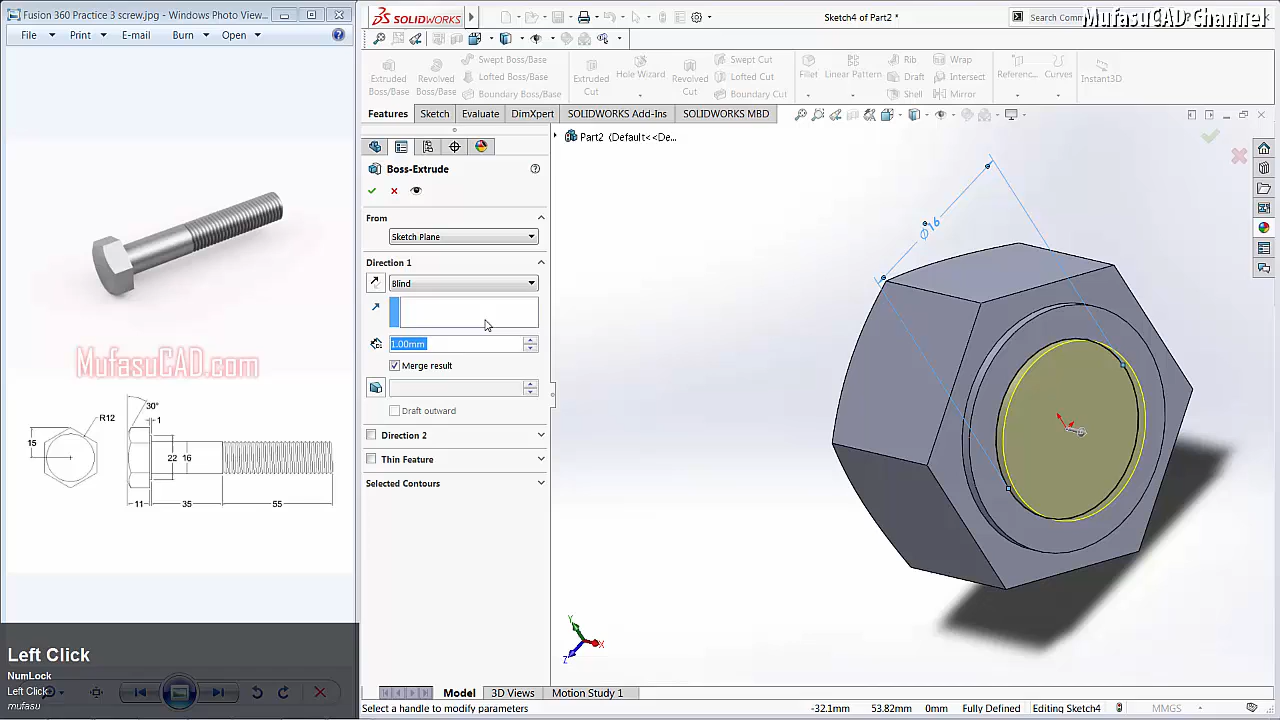 Fusion 360 Practice 3 screw.jpg - Windows Photo View...
File Print E-mail Burn Open
MufasuCAD.com
R12
15
30°
1
22 16
11 35 55
Left Click
NumLock
Left Click
mufasu
SOLIDWORKS
Sketch4 of Part2 *
Search Comm
MufasuCAD Channel
Extruded Boss/Base
Revolved Boss/Base
Swept Boss/Base
Lofted Boss/Base
Boundary Boss/Base
Extruded Cut
Hole Wizard
Revolved Cut
Swept Cut
Lofted Cut
Boundary Cut
Fillet
Linear Pattern
Rib
Draft
Shell
Wrap
Intersect
Mirror
Referenc...
Curves
Instant3D
Features Sketch Evaluate DimXpert SOLIDWORKS Add-Ins SOLIDWORKS MBD
Part2 (Default<<De...
Boss-Extrude
From
Sketch Plane
Direction 1
Blind
1.00mm
Merge result
Draft outward
Direction 2
Thin Feature
Selected Contours
Ø16
Y
X
Z
Model 3D Views Motion Study 1
Select a handle to modify parameters
-32.1mm 53.82mm 0mm Fully Defined Editing Sketch4 MMGS